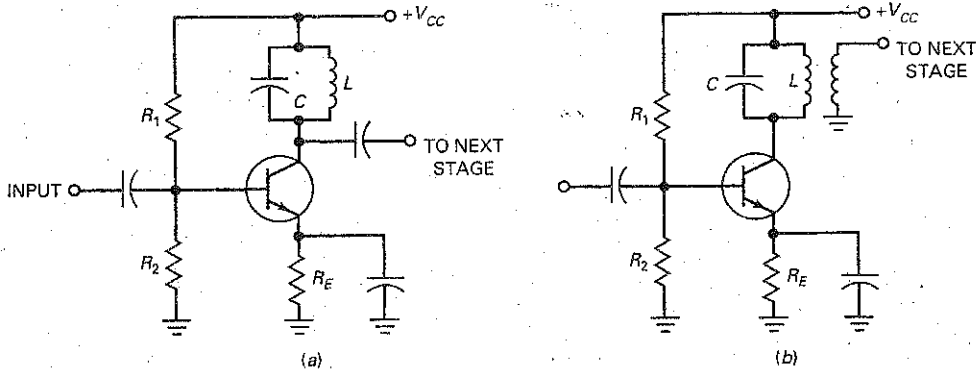 +V_CC
C
L
R_1
TO NEXT
STAGE
INPUT
R_2
R_E
(a)
+V_CC
TO NEXT
STAGE
C
L
R_1
R_2
R_E
(b)